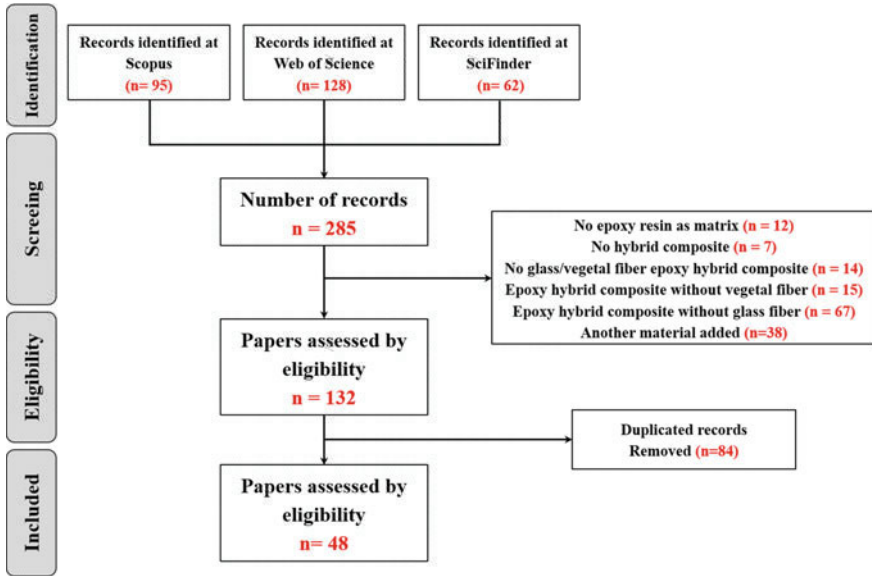 Identification
Records identified at
Scopus
(n= 95)
Records identified at
Web of Science
(n= 128)
Records identified at
SciFinder
(n= 62)
Screeing
Number of records
n = 285
No epoxy resin as matrix (n = 12)
No hybrid composite (n = 7)
No glass/vegetal fiber epoxy hybrid composite (n = 14)
Epoxy hybrid composite without vegetal fiber (n = 15)
Epoxy hybrid composite without glass fiber (n = 67)
Another material added (n=38)
Eligibility
Papers assessed by
eligibility
n = 132
Duplicated records
Removed (n=84)
Included
Papers assessed by
eligibility
n= 48